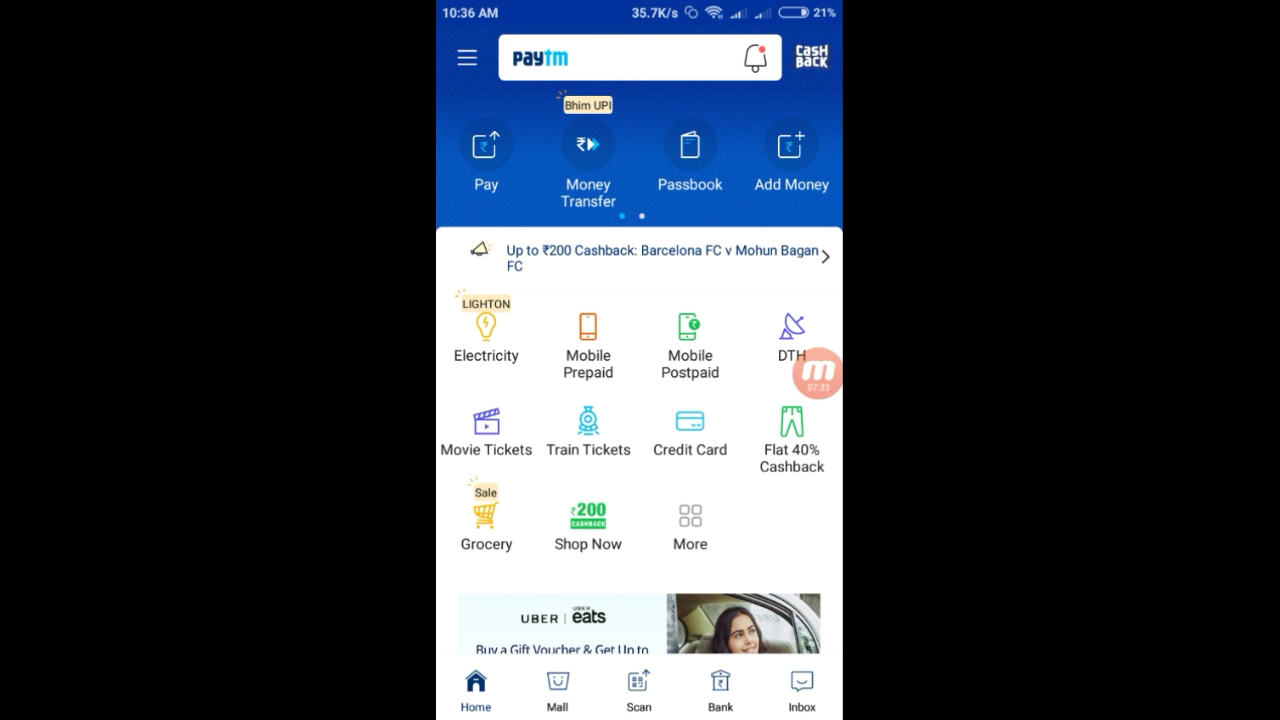 10:36 AM 35.7K/s 21%
paytm CASH BACK
Bhim UPI
Pay Money Transfer Passbook Add Money
Up to ₹200 Cashback: Barcelona FC v Mohun Bagan
FC
LIGHTON
Electricity Mobile Prepaid Mobile Postpaid DTH
07:33
Movie Tickets Train Tickets Credit Card Flat 40% Cashback
Sale
₹200 CASHBACK
Grocery Shop Now More
UBER | UBER eats
Buy a Gift Voucher & Get Up to
Home Mall Scan Bank Inbox